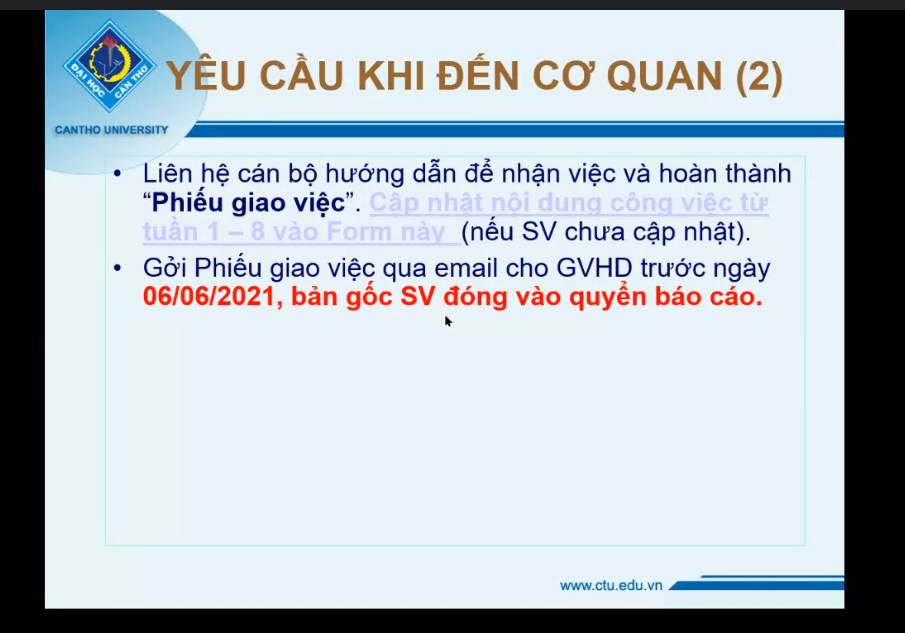 ĐẠI HỌC CẦN THƠ
CANTHO UNIVERSITY
YÊU CẦU KHI ĐẾN CƠ QUAN (2)
• Liên hệ cán bộ hướng dẫn để nhận việc và hoàn thành
“Phiếu giao việc”. Cập nhật nội dung công việc từ
tuần 1 – 8 vào Form này (nếu SV chưa cập nhật).
• Gởi Phiếu giao việc qua email cho GVHD trước ngày
06/06/2021, bản gốc SV đóng vào quyển báo cáo.
www.ctu.edu.vn